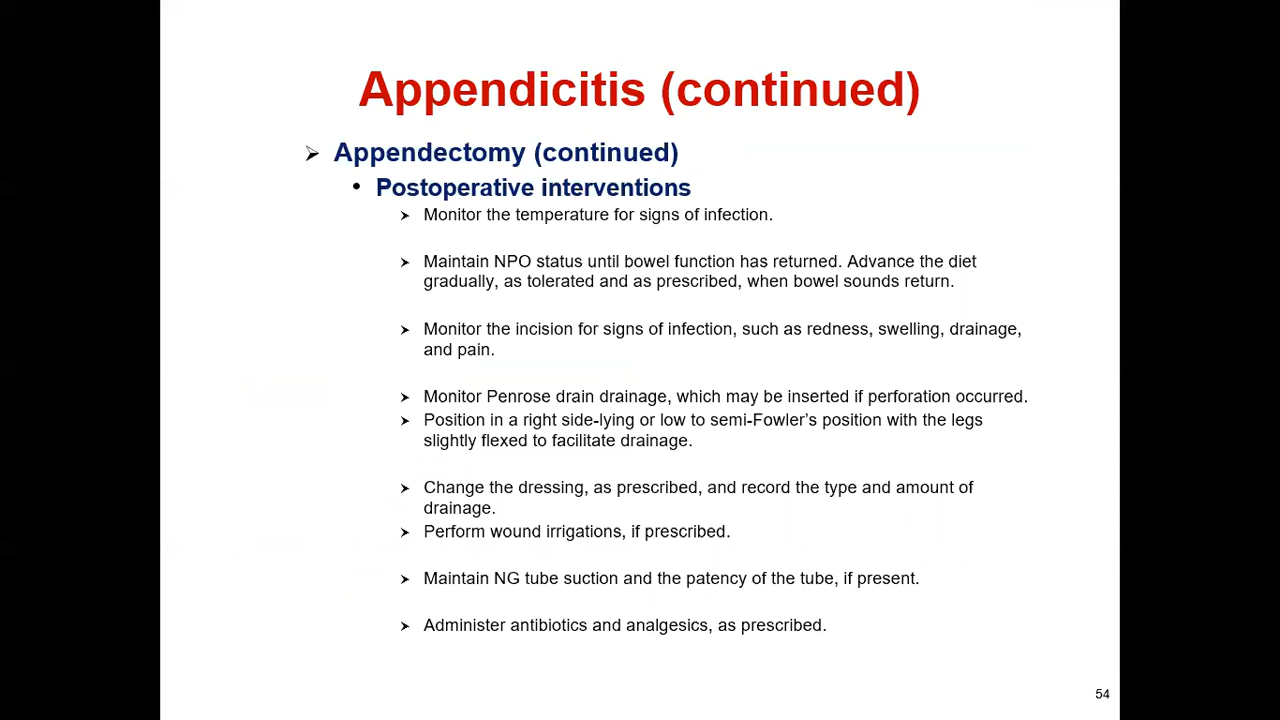 Appendicitis (continued)
➢ Appendectomy (continued)
• Postoperative interventions
➢ Monitor the temperature for signs of infection.
➢ Maintain NPO status until bowel function has returned. Advance the diet
gradually, as tolerated and as prescribed, when bowel sounds return.
➢ Monitor the incision for signs of infection, such as redness, swelling, drainage,
and pain.
➢ Monitor Penrose drain drainage, which may be inserted if perforation occurred.
➢ Position in a right side-lying or low to semi-Fowler’s position with the legs
slightly flexed to facilitate drainage.
➢ Change the dressing, as prescribed, and record the type and amount of
drainage.
➢ Perform wound irrigations, if prescribed.
➢ Maintain NG tube suction and the patency of the tube, if present.
➢ Administer antibiotics and analgesics, as prescribed.
54